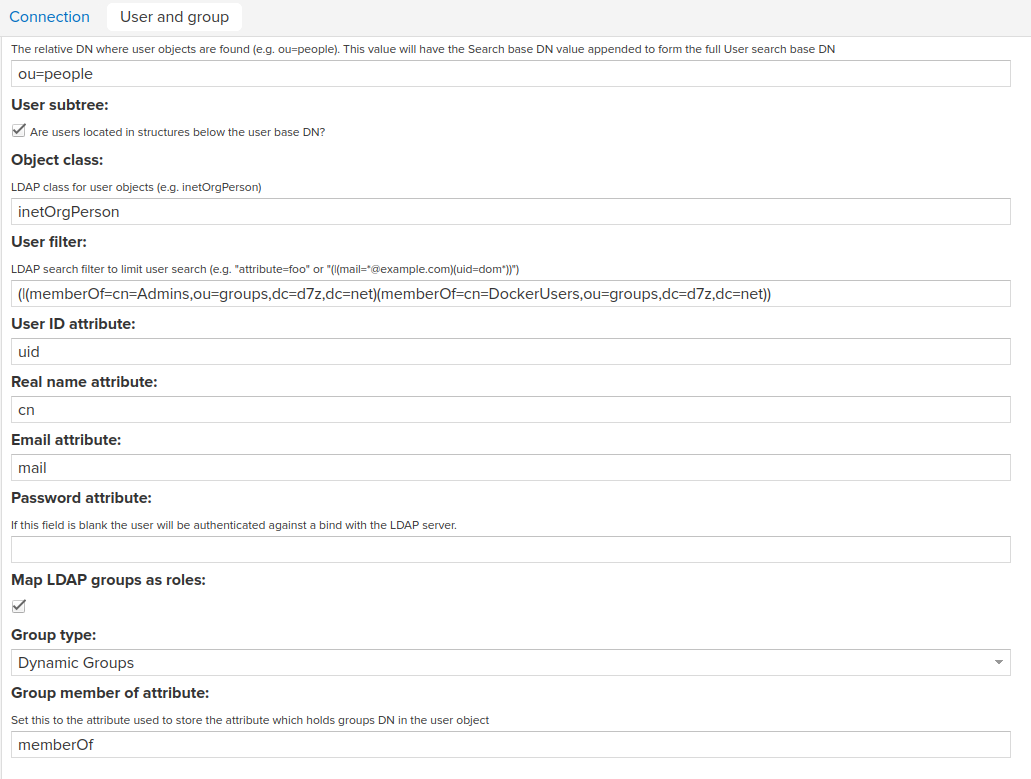 Connection User and group
The relative DN where user objects are found (e.g. ou=people). This value will have the Search base DN value appended to form the full User search base DN
ou=people
User subtree:
Are users located in structures below the user base DN?
Object class:
LDAP class for user objects (e.g. inetOrgPerson)
inetOrgPerson
User filter:
LDAP search filter to limit user search (e.g. "attribute=foo" or "(|(mail=*@example.com)(uid=dom*))")
(|(memberOf=cn=Admins,ou=groups,dc=d7z,dc=net)(memberOf=cn=DockerUsers,ou=groups,dc=d7z,dc=net))
User ID attribute:
uid
Real name attribute:
cn
Email attribute:
mail
Password attribute:
If this field is blank the user will be authenticated against a bind with the LDAP server.
Map LDAP groups as roles:
Group type:
Dynamic Groups
Group member of attribute:
Set this to the attribute used to store the attribute which holds groups DN in the user object
memberOf